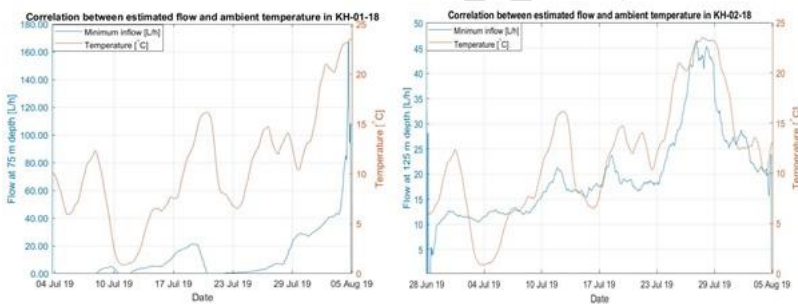 Correlation between estimated flow and ambient temperature in KH-01-18
Minimum inflow [L/h]
Temperature [°C]
Flow at 75 m depth [L/h]
180.00
160.00
140.00
120.00
100.00
80.00
60.00
40.00
20.00
0.00
25
20
15
10
5
0
Temperature [°C]
04 Jul 19
10 Jul 19
17 Jul 19
23 Jul 19
29 Jul 19
05 Aug 19
Date
Correlation between estimated flow and ambient temperature in KH-02-18
Minimum inflow [L/h]
Temperature [°C]
Flow at 125 m depth [L/h]
50
45
40
35
30
25
20
15
10
5
25
20
15
10
5
0
Temperature [°C]
28 Jun 19
04 Jul 19
10 Jul 19
17 Jul 19
23 Jul 19
29 Jul 19
05 Aug 19
Date